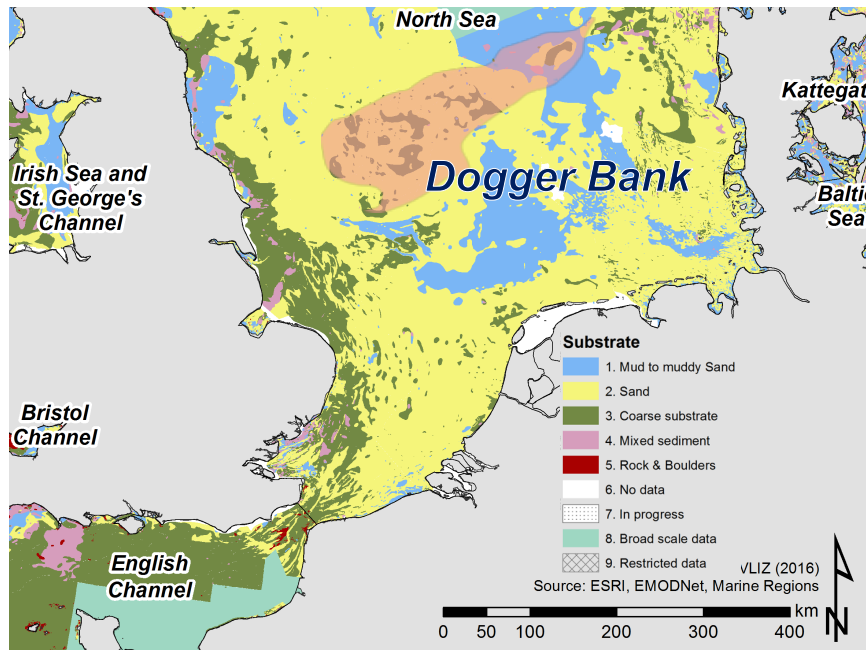 North Sea
Kattegat
Irish Sea and
St. George's
Channel
Dogger Bank
Baltic
Sea
Substrate
1. Mud to muddy Sand
2. Sand
3. Coarse substrate
4. Mixed sediment
5. Rock & Boulders
6. No data
7. In progress
8. Broad scale data
9. Restricted data
Bristol
Channel
English
Channel
VLIZ (2016)
Source: ESRI, EMODNet, Marine Regions
km
0 50 100 200 300 400
N